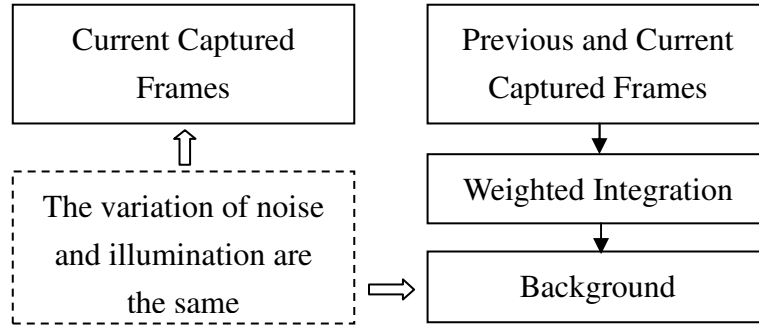 Current Captured
Frames
Previous and Current
Captured Frames
The variation of noise
and illumination are
the same
Weighted Integration
Background